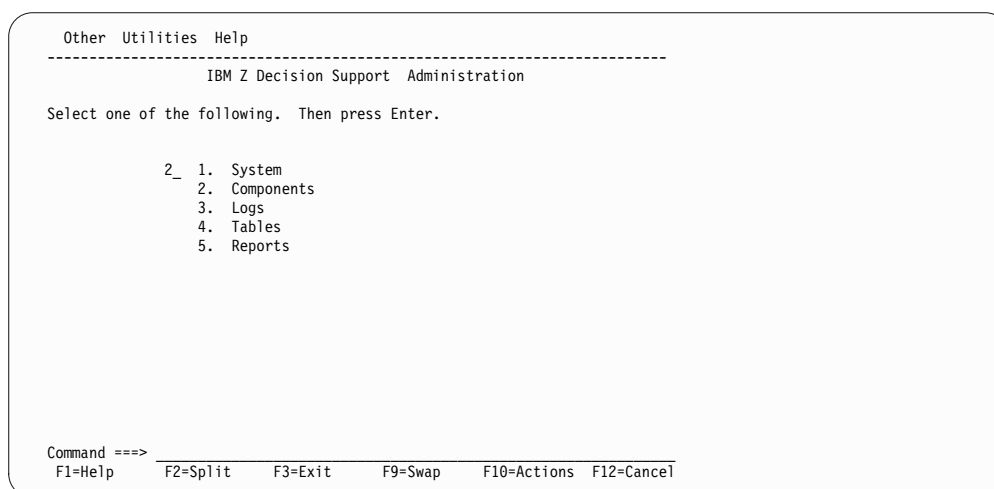 Other  Utilities  Help
--------------------------------------------------------------------------
IBM Z Decision Support  Administration
Select one of the following.  Then press Enter.
2_  1.  System
2.  Components
3.  Logs
4.  Tables
5.  Reports
Command ===> ______________________________________________________________
F1=Help      F2=Split     F3=Exit      F9=Swap      F10=Actions  F12=Cancel